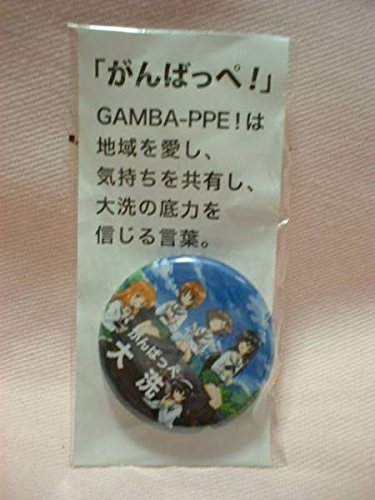 「がんばっぺ！」
GAMBA-PPE！は
地域を愛し、
気持ちを共有し、
大洗の底力を
信じる言葉。
がんばっぺ
大洗